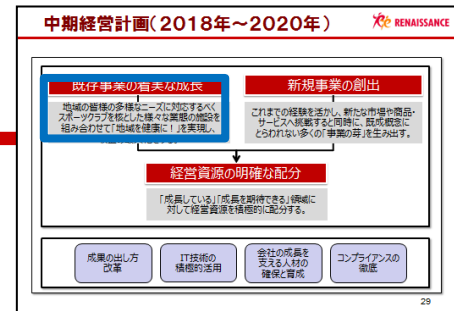 中期経営計画(2018年～2020年)
RENAISSANCE
既存事業の着実な成長
地域の皆様の多様なニーズに対応するべく
スポーツクラブを核とした様々な業態の施設を
組み合わせて「地域を健康に！」を実現し、
新規事業の創出
これまでの経験を活かし、新たな市場や商品・
サービスへ挑戦すると同時に、既成概念に
とらわれない多くの「事業の芽」を生み出す。
経営資源の明確な配分
「成長している」「成長を期待できる」領域に
対して経営資源を積極的に配分する。
成果の出し方
改革
IT技術の
積極的活用
会社の成長を
支える人材の
確保と育成
コンプライアンスの
徹底
29